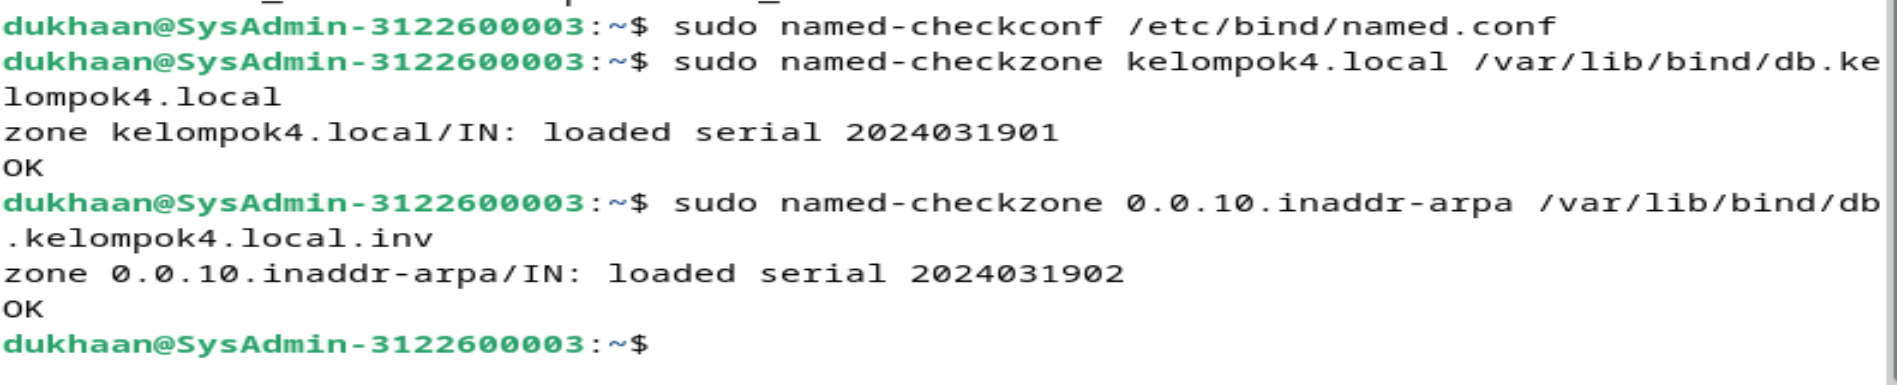 dukhaan@SysAdmin-3122600003:~$ sudo named-checkconf /etc/bind/named.conf
dukhaan@SysAdmin-3122600003:~$ sudo named-checkzone kelompok4.local /var/lib/bind/db.ke
lompok4.local
zone kelompok4.local/IN: loaded serial 2024031901
OK
dukhaan@SysAdmin-3122600003:~$ sudo named-checkzone 0.0.10.inaddr-arpa /var/lib/bind/db
.kelompok4.local.inv
zone 0.0.10.inaddr-arpa/IN: loaded serial 2024031902
OK
dukhaan@SysAdmin-3122600003:~$